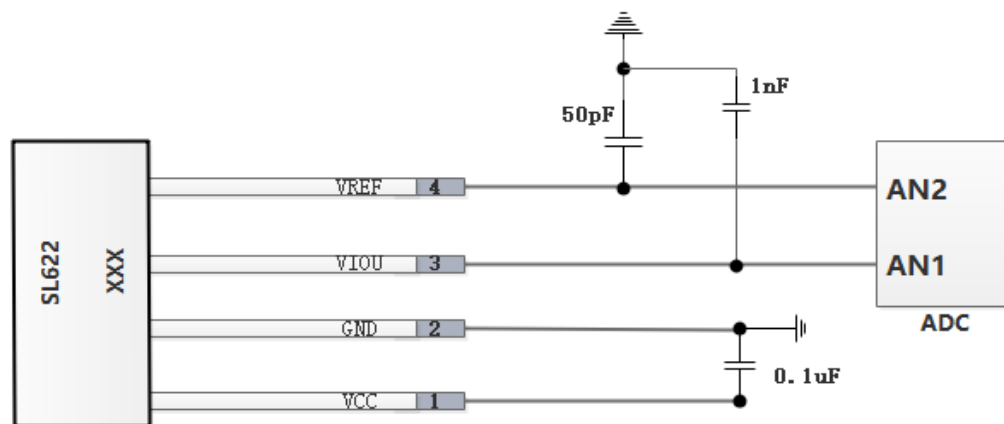 1nF
50pF
VREF 4
AN2
SL622
XXX
VIOU 3
AN1
GND 2
ADC
0.1uF
VCC 1